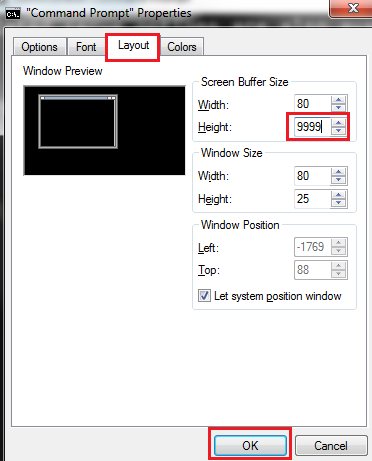 C:\.
"Command Prompt" Properties
Options Font Layout Colors
Window Preview
Screen Buffer Size
Width: 80
Height: 9999
Window Size
Width: 80
Height: 25
Window Position
Left: -1769
Top: 88
Let system position window
OK Cancel